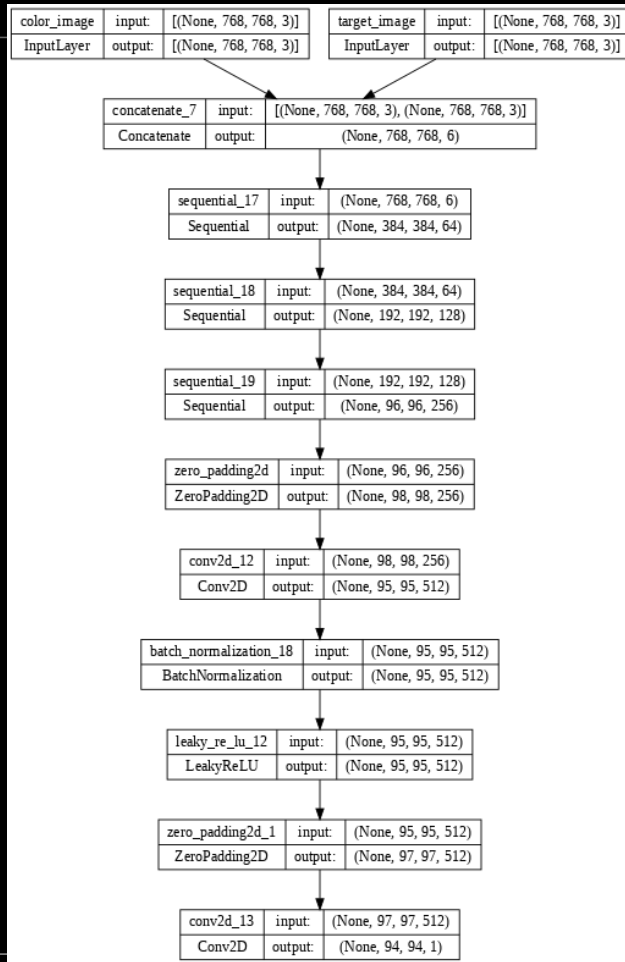 color_image input: [(None, 768, 768, 3)]
InputLayer output: [(None, 768, 768, 3)]
target_image input: [(None, 768, 768, 3)]
InputLayer output: [(None, 768, 768, 3)]
concatenate_7 input: [(None, 768, 768, 3), (None, 768, 768, 3)]
Concatenate output: (None, 768, 768, 6)
sequential_17 input: (None, 768, 768, 6)
Sequential output: (None, 384, 384, 64)
sequential_18 input: (None, 384, 384, 64)
Sequential output: (None, 192, 192, 128)
sequential_19 input: (None, 192, 192, 128)
Sequential output: (None, 96, 96, 256)
zero_padding2d input: (None, 96, 96, 256)
ZeroPadding2D output: (None, 98, 98, 256)
conv2d_12 input: (None, 98, 98, 256)
Conv2D output: (None, 95, 95, 512)
batch_normalization_18 input: (None, 95, 95, 512)
BatchNormalization output: (None, 95, 95, 512)
leaky_re_lu_12 input: (None, 95, 95, 512)
LeakyReLU output: (None, 95, 95, 512)
zero_padding2d_1 input: (None, 95, 95, 512)
ZeroPadding2D output: (None, 97, 97, 512)
conv2d_13 input: (None, 97, 97, 512)
Conv2D output: (None, 94, 94, 1)